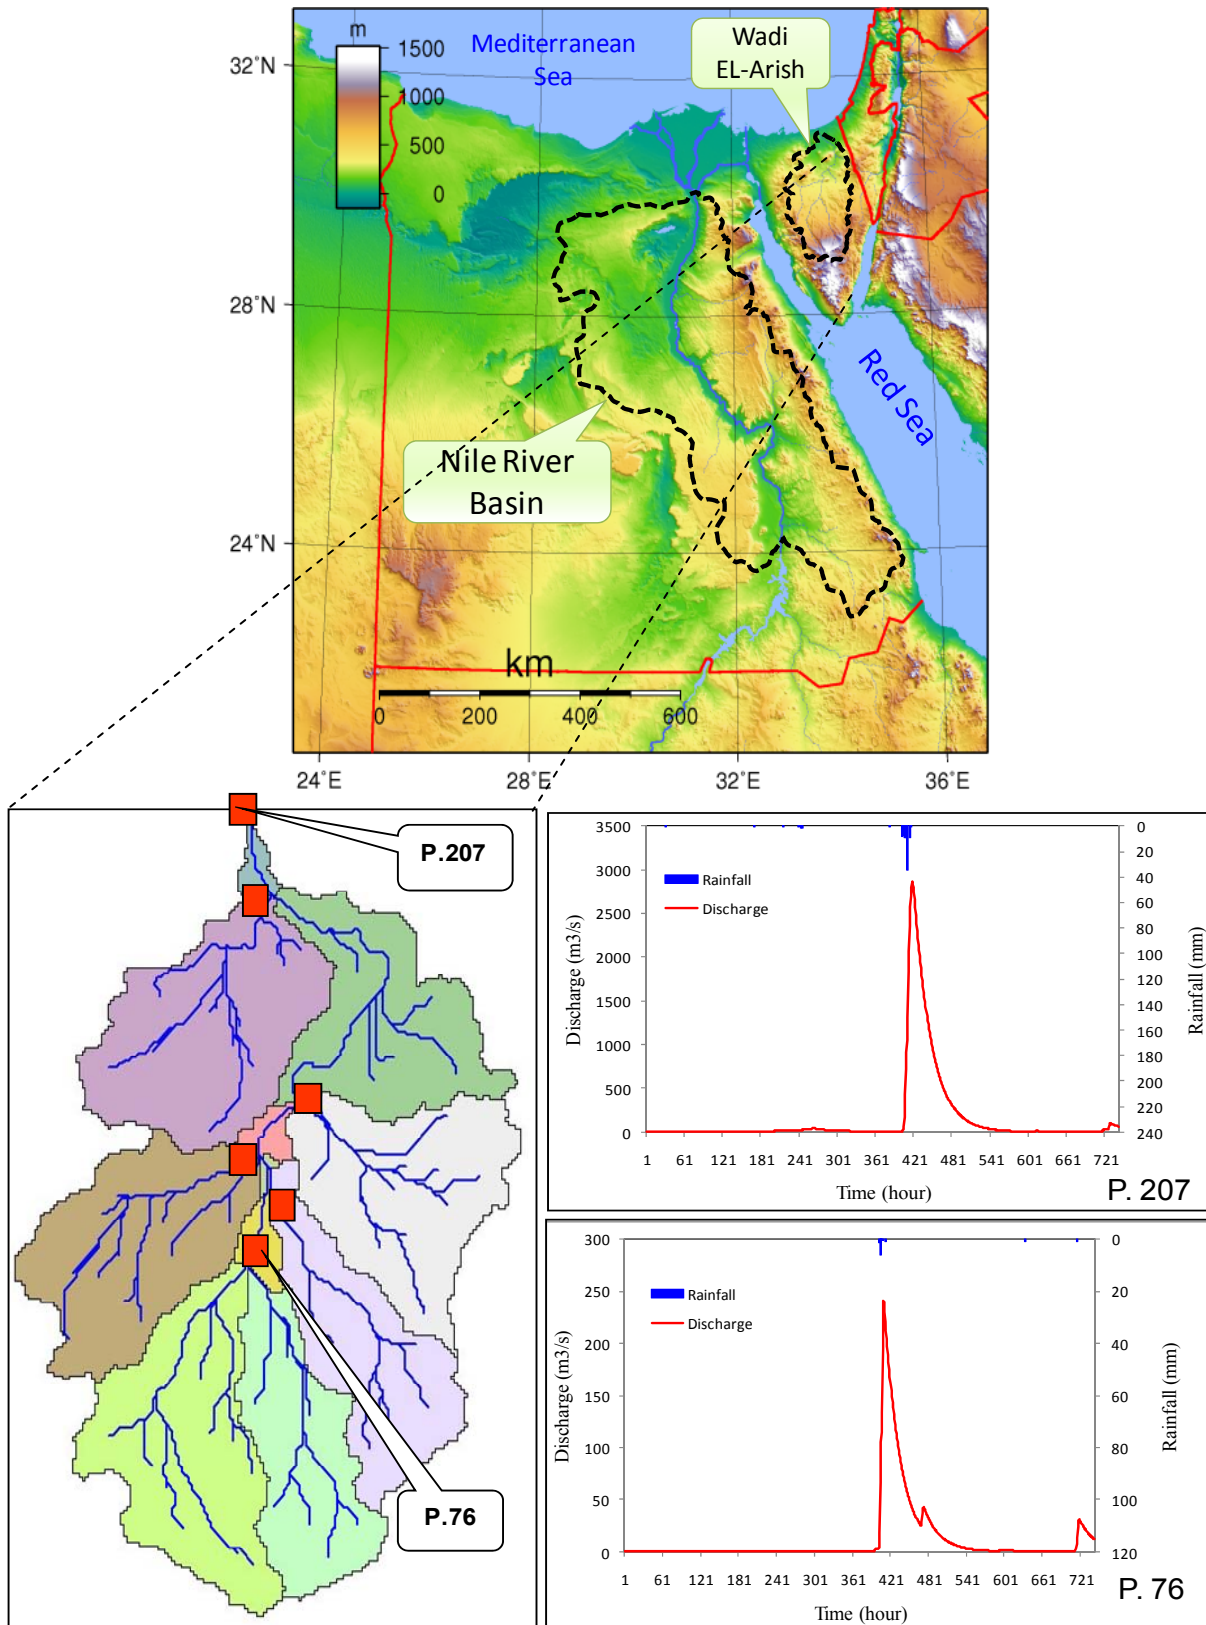 m
1500
1000
500
0
32°N
28°N
24°N
Mediterranean
Sea
Wadi
EL-Arish
Red Sea
Nile River
Basin
km
0 200 400 600
24°E 28°E 32°E 36°E
P.207
P.76
3500
3000
2500
2000
1500
1000
500
0
Discharge (m3/s)
Rainfall
Discharge
0
20
40
60
80
100
120
140
160
180
200
220
240
Rainfall (mm)
1 61 121 181 241 301 361 421 481 541 601 661 721
Time (hour)
P. 207
300
250
200
150
100
50
0
Discharge (m3/s)
Rainfall
Discharge
0
20
40
60
80
100
120
Rainfall (mm)
1 61 121 181 241 301 361 421 481 541 601 661 721
Time (hour)
P. 76